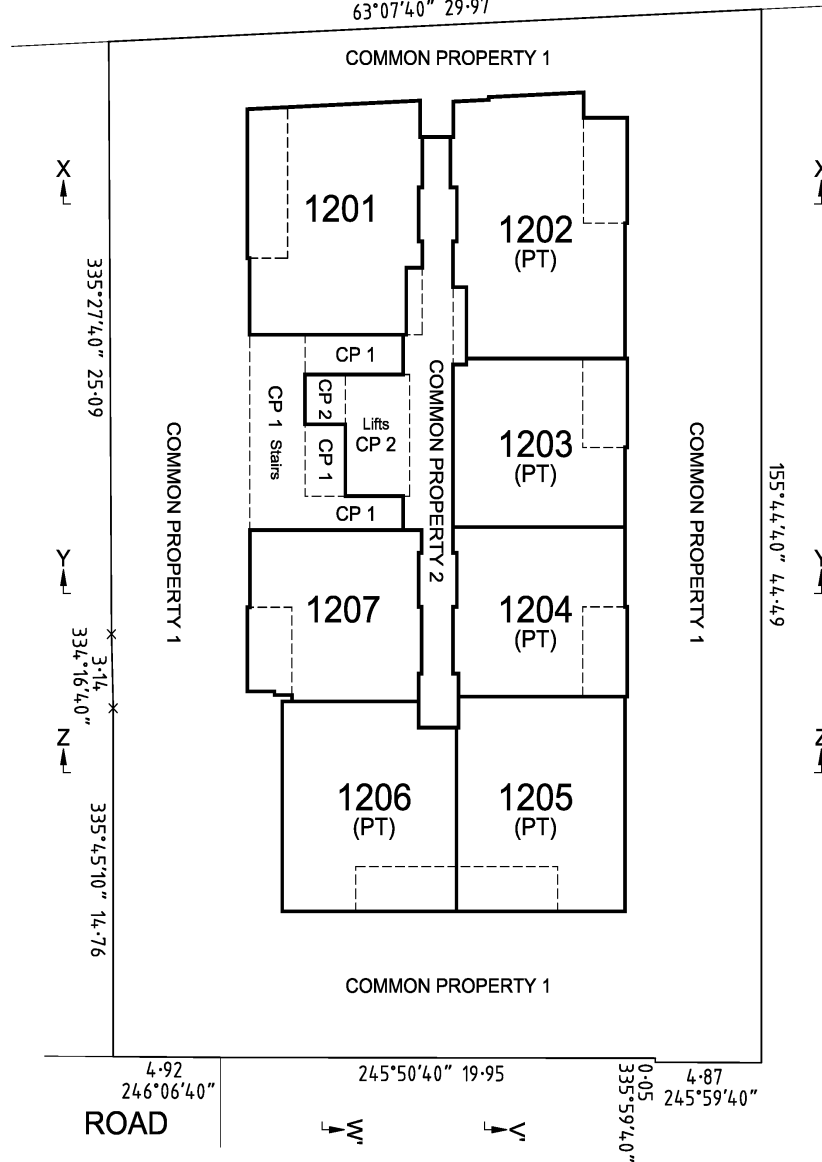 63°07'40" 29·97
COMMON PROPERTY 1
X
X
1201
1202
(PT)
335°27'40" 25·09
CP 1
COMMON PROPERTY 2
CP 2
Lifts
CP 2
CP 1
Stairs
CP 1
CP 1
1203
(PT)
COMMON PROPERTY 1
COMMON PROPERTY 1
155°44'40" 44·49
Y
Y
1207
1204
(PT)
3·14
334°16'40"
Z
Z
1206
(PT)
1205
(PT)
335°45'10" 14·76
COMMON PROPERTY 1
4·92
246°06'40"
245°50'40" 19·95
0·05
335°59'40"
4·87
245°59'40"
ROAD
W'
V'